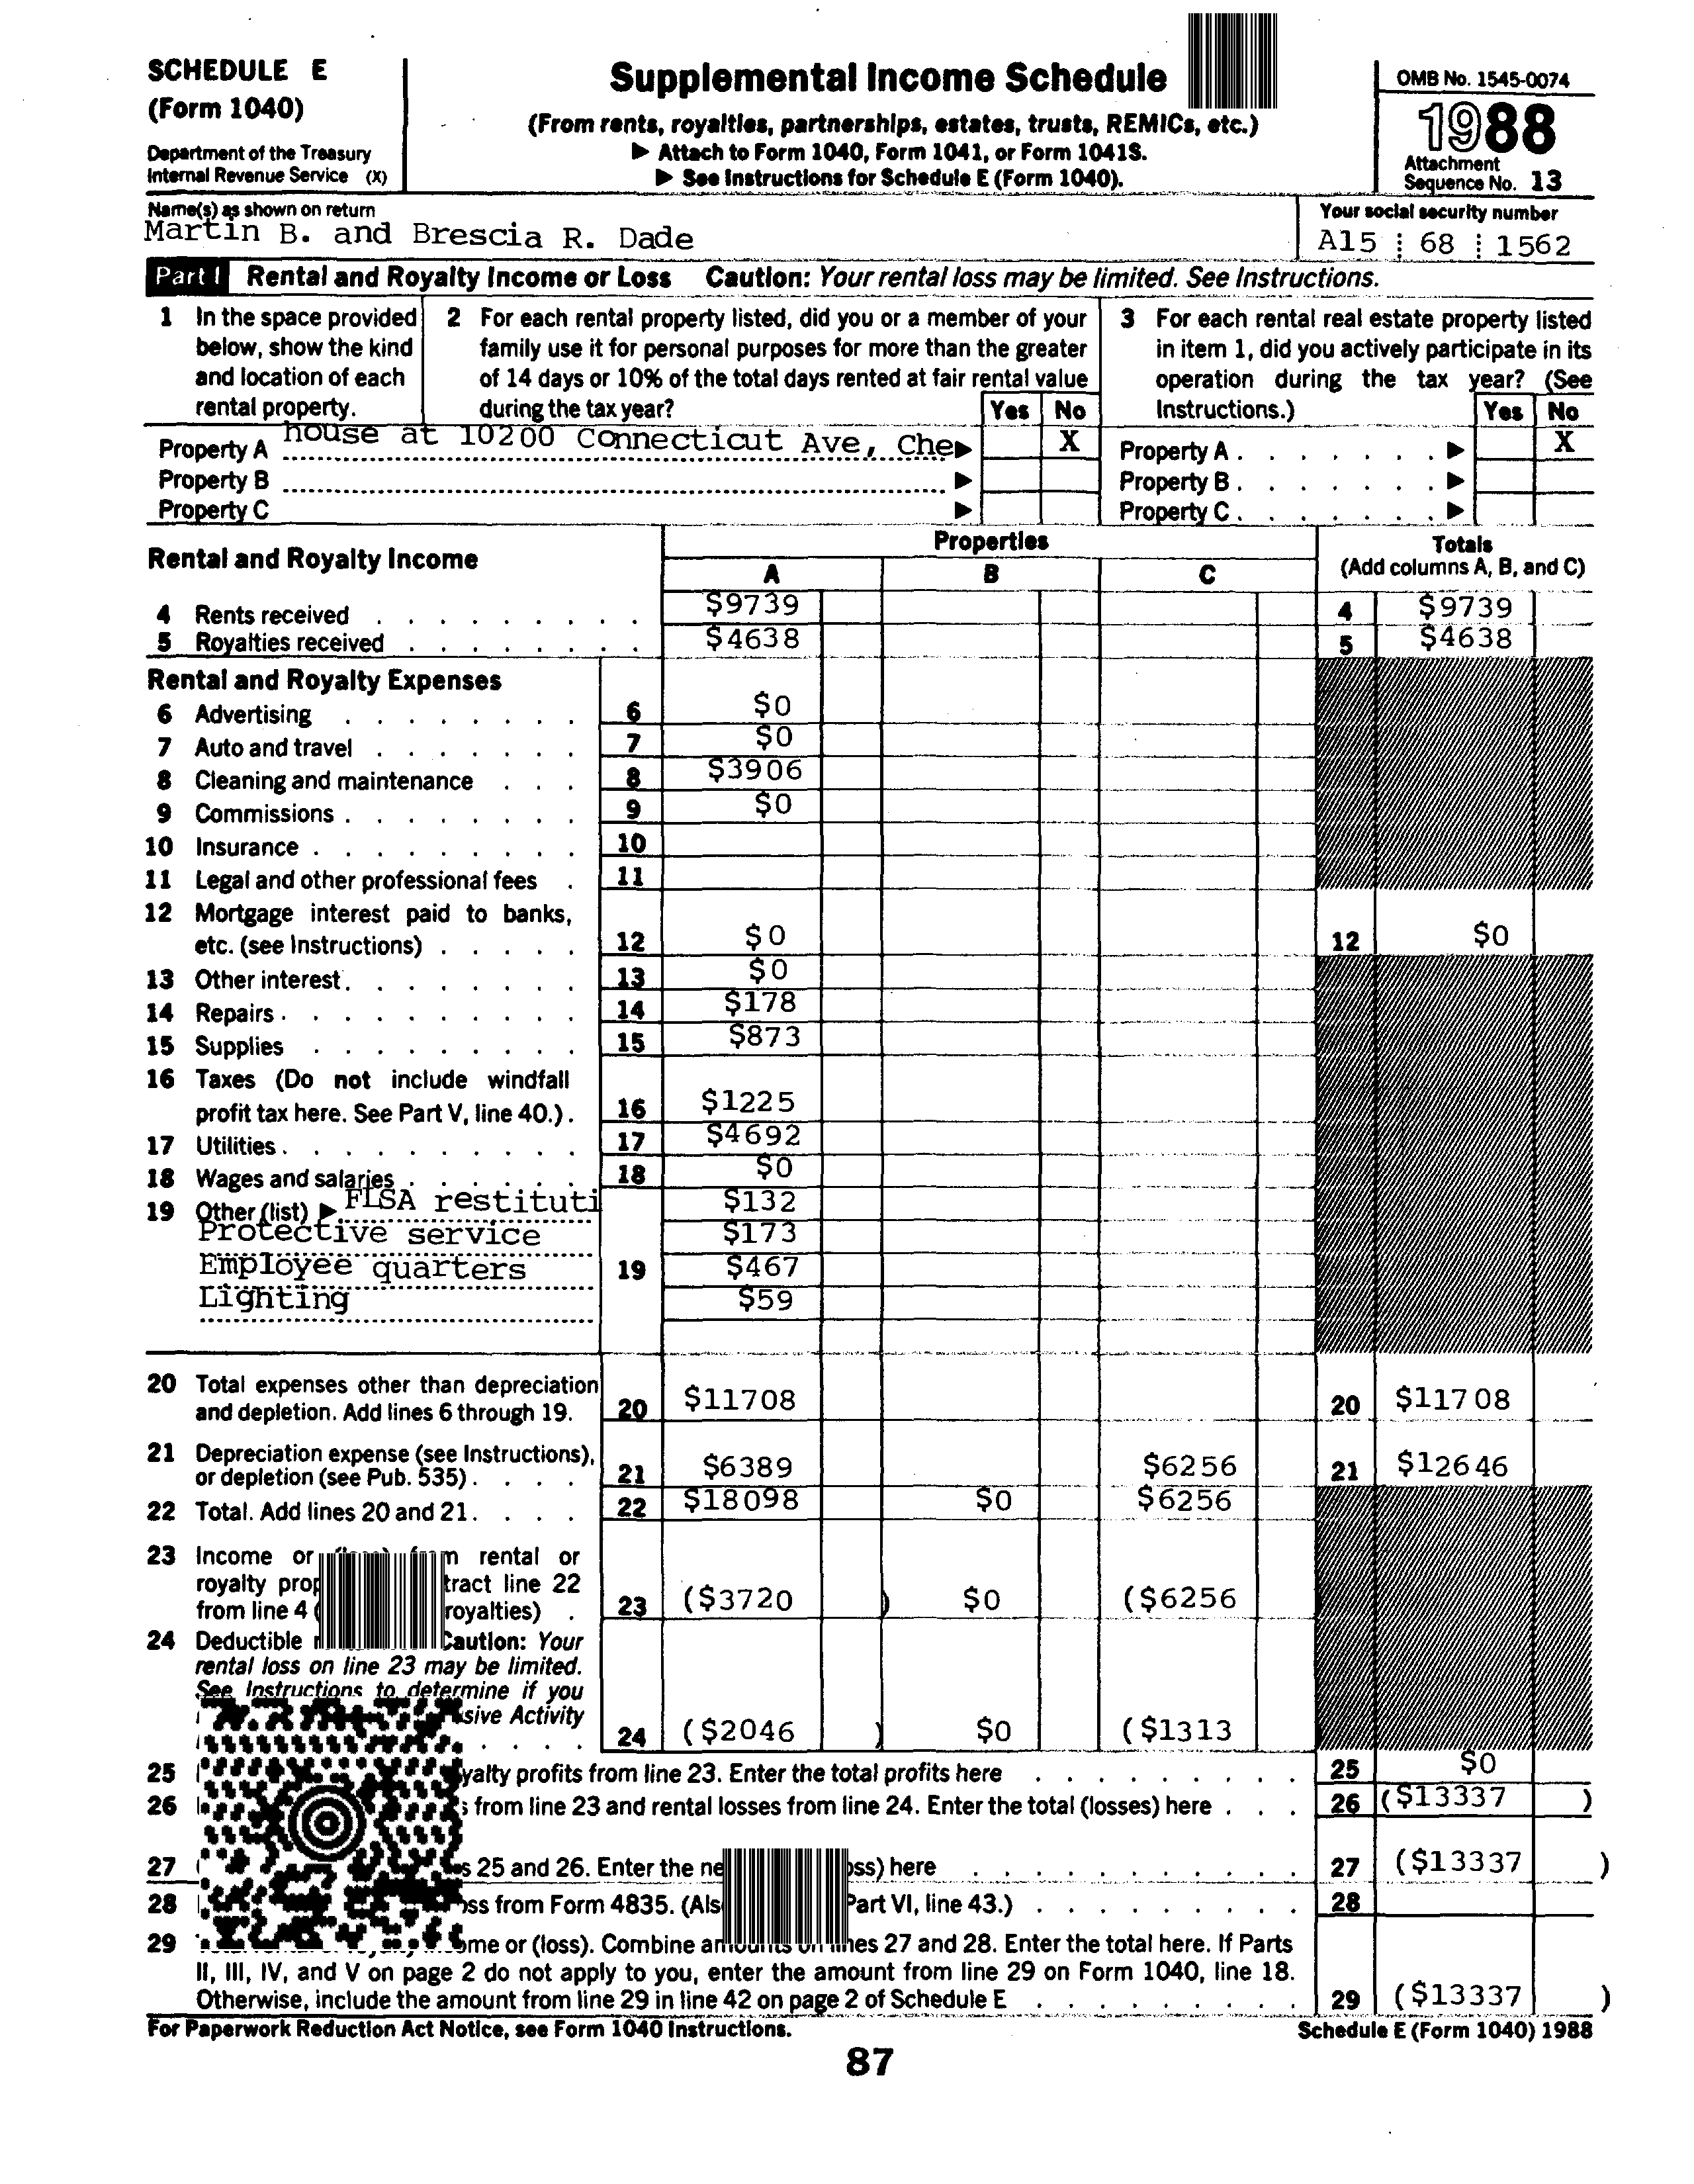 SCHEDULE E
(Form 1040)
Department of the Treasury
Internal Revenue Service (X)
Supplemental Income Schedule
(From rents, royalties, partnerships, estates, trusts, REMICs, etc.)
▶ Attach to Form 1040, Form 1041, or Form 1041S.
▶ See Instructions for Schedule E (Form 1040).
OMB No. 1545-0074
1988
Attachment
Sequence No. 13
Name(s) as shown on return
Martin B. and Brescia R. Dade
Your social security number
A15 68 1562
Part I Rental and Royalty Income or Loss Caution: Your rental loss may be limited. See Instructions.
1 In the space provided
below, show the kind
and location of each
rental property.
2 For each rental property listed, did you or a member of your
family use it for personal purposes for more than the greater
of 14 days or 10% of the total days rented at fair rental value
during the tax year? Yes No
3 For each rental real estate property listed
in item 1, did you actively participate in its
operation during the tax year? (See
Instructions.) Yes No
Property A house at 10200 Connecticut Ave, Che ▶ X Property A . . . . . . . ▶ X
Property B ▶ Property B . . . . . . . ▶
Property C ▶ Property C . . . . . . . ▶
Rental and Royalty Income
Properties
A B C
Totals
(Add columns A, B, and C)
4 Rents received $9739 4 $9739
5 Royalties received $4638 5 $4638
Rental and Royalty Expenses
6 Advertising 6 $0
7 Auto and travel 7 $0
8 Cleaning and maintenance 8 $3906
9 Commissions 9 $0
10 Insurance 10
11 Legal and other professional fees 11
12 Mortgage interest paid to banks,
etc. (see Instructions) 12 $0 12 $0
13 Other interest 13 $0
14 Repairs 14 $178
15 Supplies 15 $873
16 Taxes (Do not include windfall
profit tax here. See Part V, line 40.) 16 $1225
17 Utilities 17 $4692
18 Wages and salaries 18 $0
19 Other (list) ▶ FLSA restituti $132
Protective service $173
Employee quarters 19 $467
Lighting $59
20 Total expenses other than depreciation
and depletion. Add lines 6 through 19. 20 $11708 20 $11708
21 Depreciation expense (see Instructions),
or depletion (see Pub. 535) 21 $6389 $6256 21 $12646
22 Total. Add lines 20 and 21 22 $18098 $0 $6256
23 Income or rental or
royalty line 22
from line 4 royalties) 23 ($3720 ) $0 ($6256
24 Deductible Caution: Your
rental loss on line 23 may be limited.
See Instructions to determine if you
Activity
24 ($2046 ) $0 ($1313
25 profits from line 23. Enter the total profits here 25 $0
26 from line 23 and rental losses from line 24. Enter the total (losses) here 26 ($13337 )
27 25 and 26. Enter the here 27 ($13337 )
28 from Form 4835. Part VI, line 43.) 28
29 or (loss). Combine amounts on lines 27 and 28. Enter the total here. If Parts
II, III, IV, and V on page 2 do not apply to you, enter the amount from line 29 on Form 1040, line 18.
Otherwise, include the amount from line 29 in line 42 on page 2 of Schedule E 29 ($13337 )
For Paperwork Reduction Act Notice, see Form 1040 Instructions. Schedule E (Form 1040) 1988
87